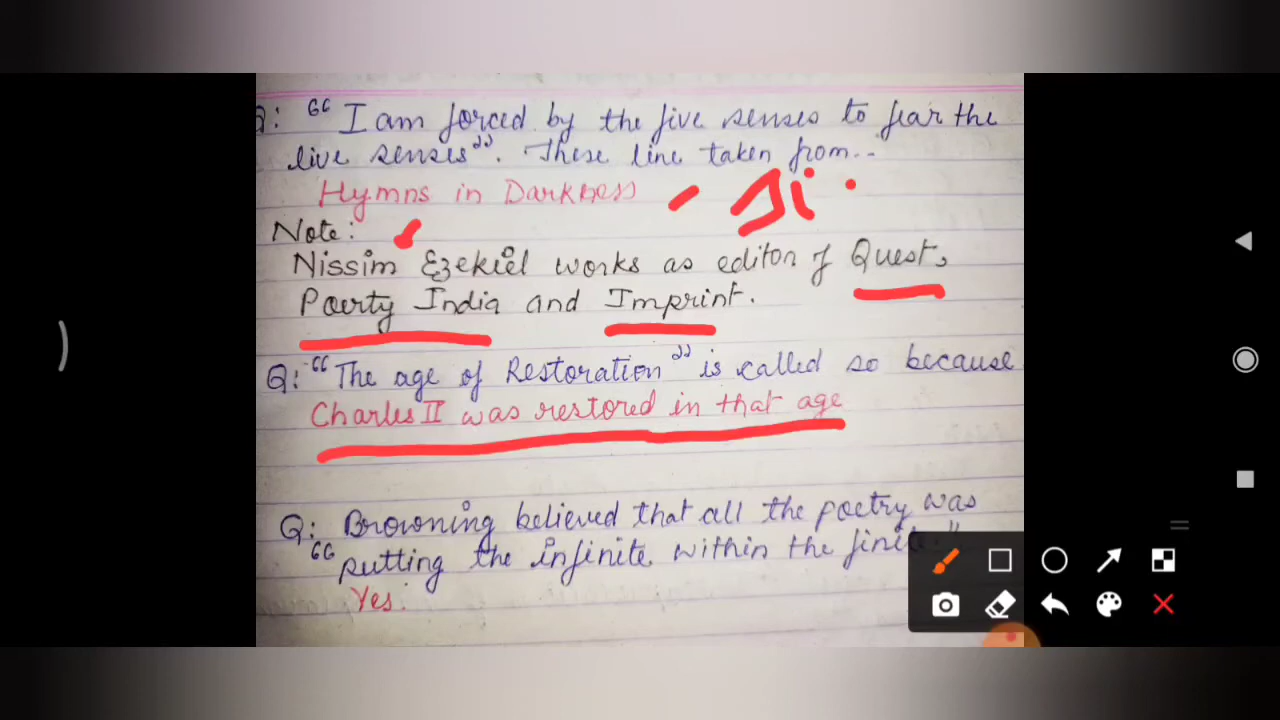 Q: "I am forced by the five senses to fear the
live senses". These line taken from..
Hymns in Darkness
Note:
Nissim Ezekiel works as editor of Quest,
Poerty India and Imprint.
Q: "The age of Restoration" is called so because
Charles II was restored in that age
Q: Browning believed that all the poetry was
"putting the infinite within the finite."
Yes.